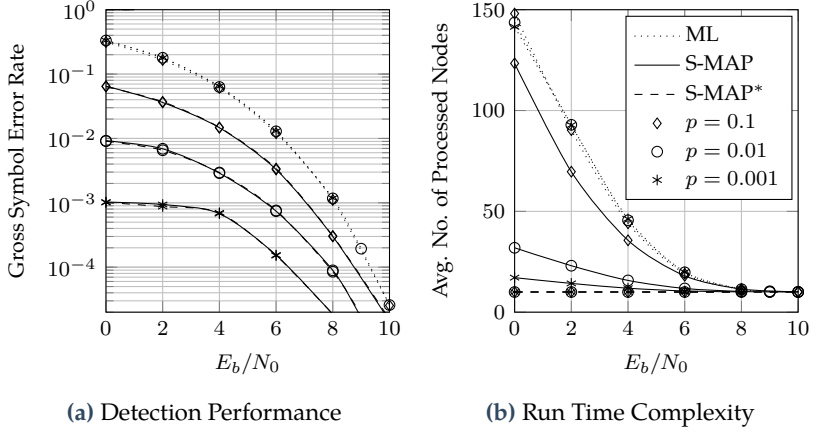 10^0
10^−1
10^−2
10^−3
10^−4
0 2 4 6 8 10
E_b/N_0
Gross Symbol Error Rate
(a) Detection Performance
150
100
50
0
0 2 4 6 8 10
E_b/N_0
Avg. No. of Processed Nodes
ML
S-MAP
S-MAP*
p = 0.1
p = 0.01
p = 0.001
(b) Run Time Complexity